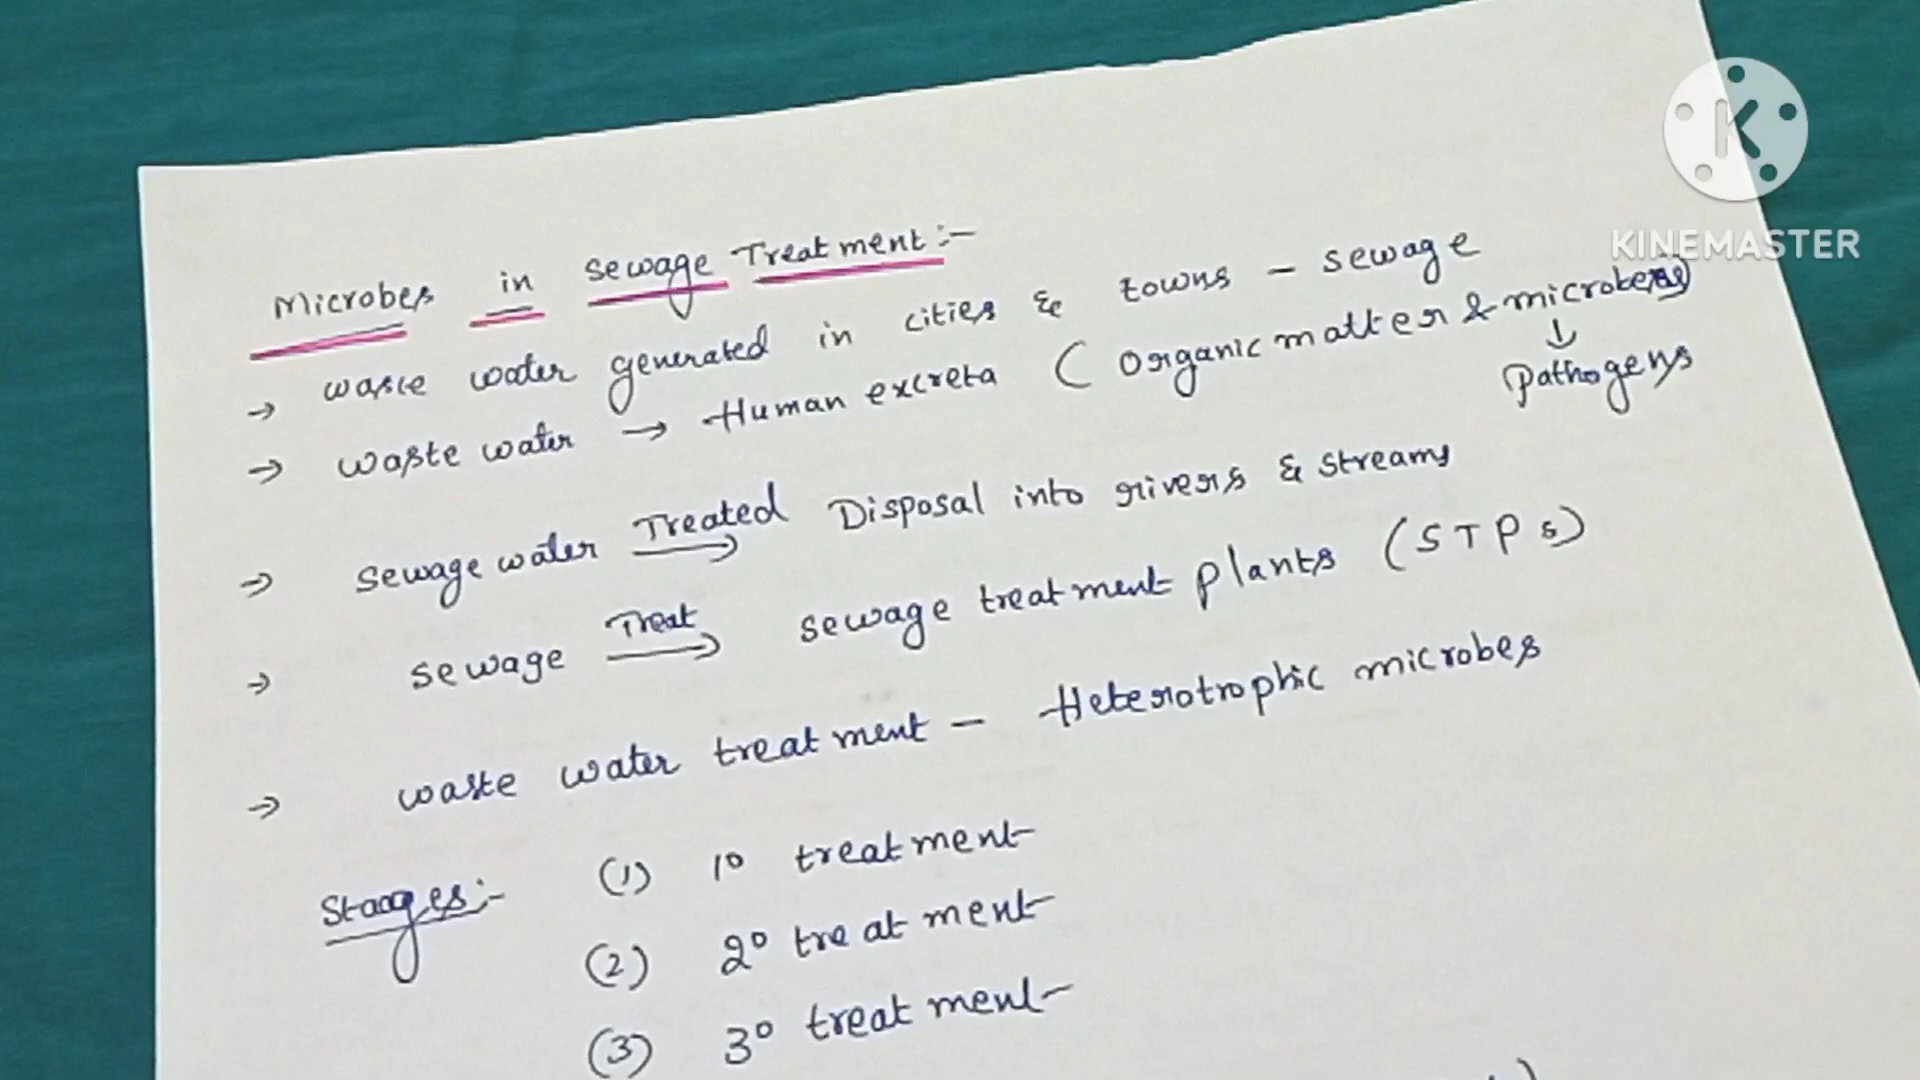 Microbes in sewage Treatment:-
→ waste water generated in cities & towns - sewage
→ waste water → Human excreta (Organic matter & microbes)
↓
Pathogens
→ sewage water Treated → Disposal into rivers & streams
→ sewage Treat → sewage treatment plants (STPs)
→ waste water treatment - Heterotrophic microbes
Stages:- (1) 1° treatment
(2) 2° treatment
(3) 3° treatment
K
KINEMASTER